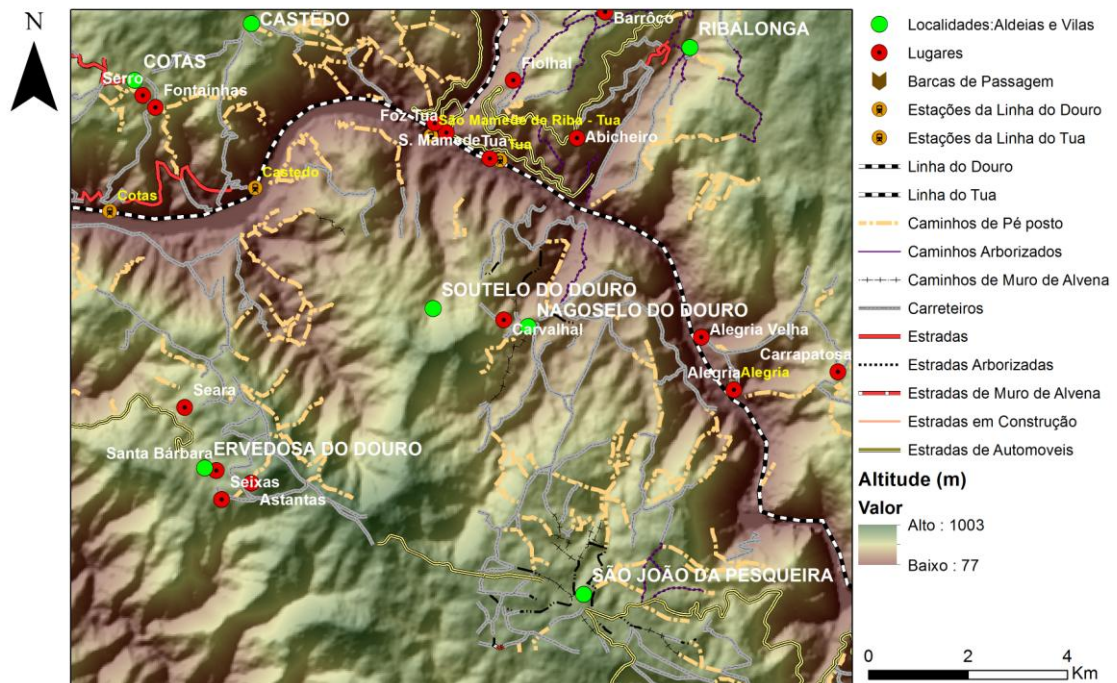 N
CASTEDO
COTAS
Serro
Fontainhas
Barrôco
RIBALONGA
Fiolhal
Foz-Tua
São Mamede de Riba - Tua
S. Mamede
Tua
Tua
Abicheiro
Castedo
Cotas
SOUTELO DO DOURO
NAGOSELO DO DOURO
Carvalhal
Alegria Velha
Carrapatosa
Alegria
Alegria
Seara
Santa Bárbara
ERVEDOSA DO DOURO
Seixas
Astantas
SÃO JOÃO DA PESQUEIRA
Localidades:Aldeias e Vilas
Lugares
Barcas de Passagem
Estações da Linha do Douro
Estações da Linha do Tua
Linha do Douro
Linha do Tua
Caminhos de Pé posto
Caminhos Arborizados
Caminhos de Muro de Alvena
Carreteiros
Estradas
Estradas Arborizadas
Estradas de Muro de Alvena
Estradas em Construção
Estradas de Automoveis
Altitude (m)
Valor
Alto : 1003
Baixo : 77
0 2 4
Km